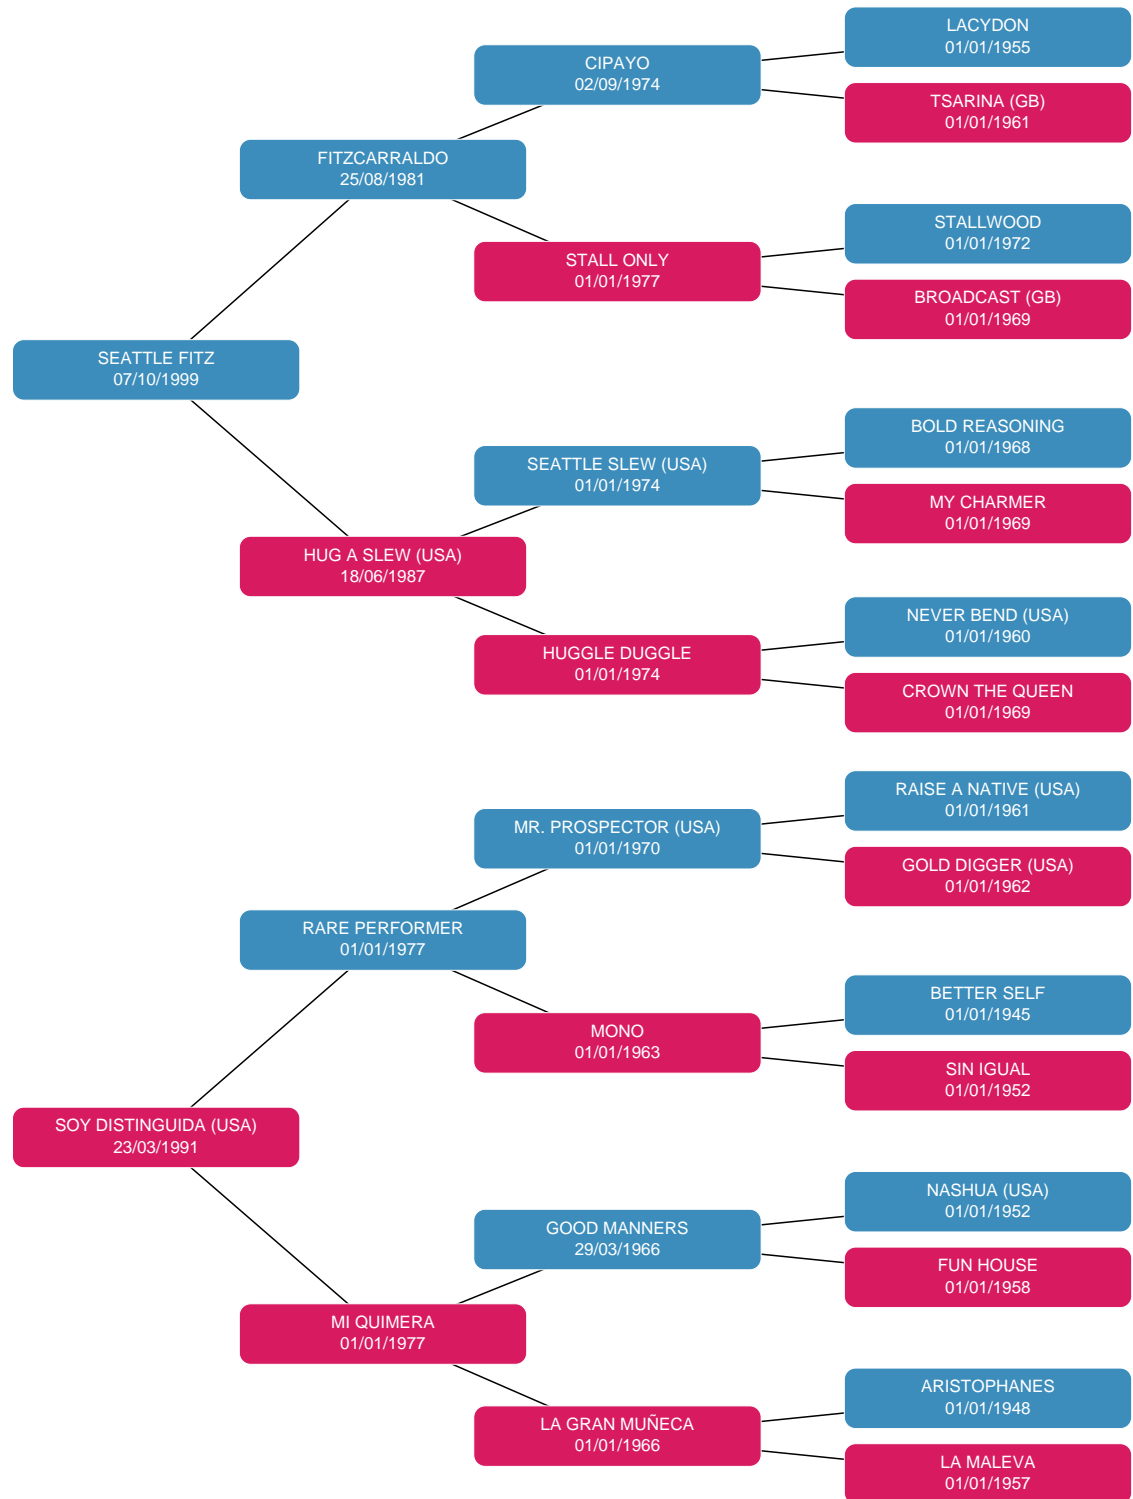 LACYDON
01/01/1955
CIPAYO
02/09/1974
TSARINA (GB)
01/01/1961
FITZCARRALDO
25/08/1981
STALLWOOD
01/01/1972
STALL ONLY
01/01/1977
BROADCAST (GB)
01/01/1969
SEATTLE FITZ
07/10/1999
BOLD REASONING
01/01/1968
SEATTLE SLEW (USA)
01/01/1974
MY CHARMER
01/01/1969
HUG A SLEW (USA)
18/06/1987
NEVER BEND (USA)
01/01/1960
HUGGLE DUGGLE
01/01/1974
CROWN THE QUEEN
01/01/1969
RAISE A NATIVE (USA)
01/01/1961
MR. PROSPECTOR (USA)
01/01/1970
GOLD DIGGER (USA)
01/01/1962
RARE PERFORMER
01/01/1977
BETTER SELF
01/01/1945
MONO
01/01/1963
SIN IGUAL
01/01/1952
SOY DISTINGUIDA (USA)
23/03/1991
NASHUA (USA)
01/01/1952
GOOD MANNERS
29/03/1966
FUN HOUSE
01/01/1958
MI QUIMERA
01/01/1977
ARISTOPHANES
01/01/1948
LA GRAN MUÑECA
01/01/1966
LA MALEVA
01/01/1957